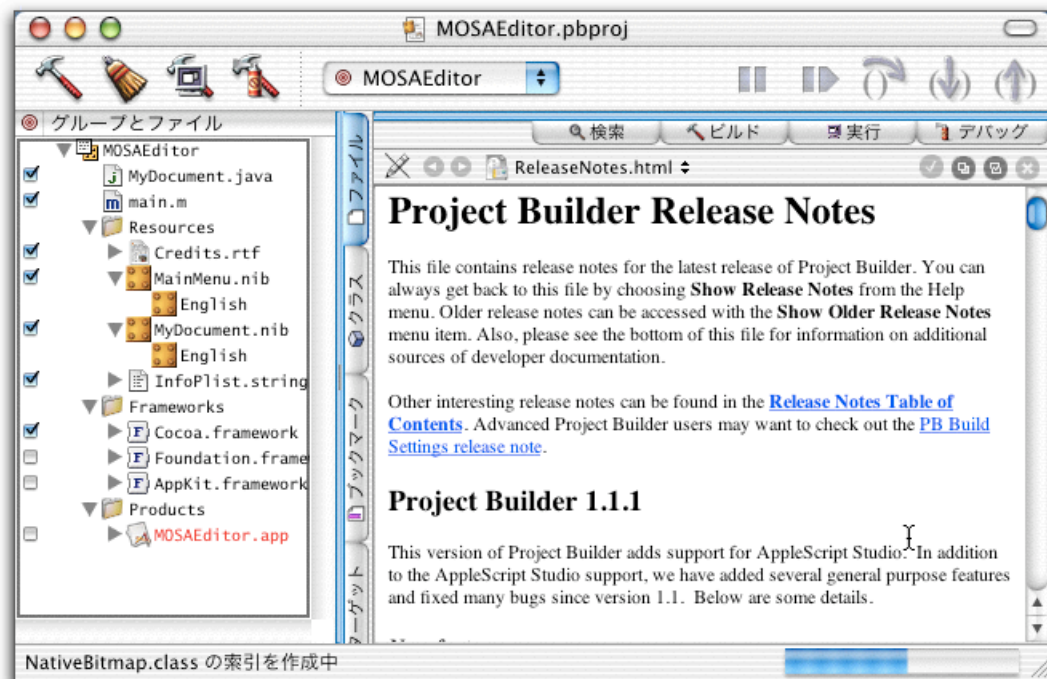 MOSAEditor.pbproj
MOSAEditor
グループとファイル
MOSAEditor
MyDocument.java
main.m
Resources
Credits.rtf
MainMenu.nib
English
MyDocument.nib
English
InfoPlist.string
Frameworks
Cocoa.framework
Foundation.frame
AppKit.framework
Products
MOSAEditor.app
ファイル
クラス
ブックマーク
ターゲット
検索
ビルド
実行
デバッグ
ReleaseNotes.html
Project Builder Release Notes
This file contains release notes for the latest release of Project Builder. You can
always get back to this file by choosing Show Release Notes from the Help
menu. Older release notes can be accessed with the Show Older Release Notes
menu item. Also, please see the bottom of this file for information on additional
sources of developer documentation.
Other interesting release notes can be found in the Release Notes Table of
Contents. Advanced Project Builder users may want to check out the PB Build
Settings release note.
Project Builder 1.1.1
This version of Project Builder adds support for AppleScript Studio. In addition
to the AppleScript Studio support, we have added several general purpose features
and fixed many bugs since version 1.1. Below are some details.
NativeBitmap.class の索引を作成中